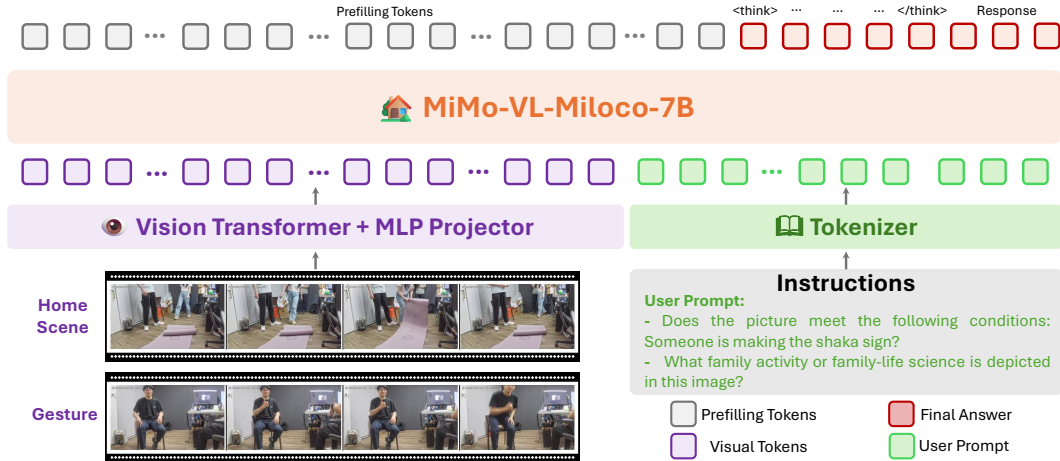 Prefilling Tokens
<think> ... ... ... </think> Response
MiMo-VL-Miloco-7B
Vision Transformer + MLP Projector
Tokenizer
Home
Scene
Gesture
Instructions
User Prompt:
- Does the picture meet the following conditions:
Someone is making the shaka sign?
- What family activity or family-life science is depicted
in this image?
Prefilling Tokens
Final Answer
Visual Tokens
User Prompt